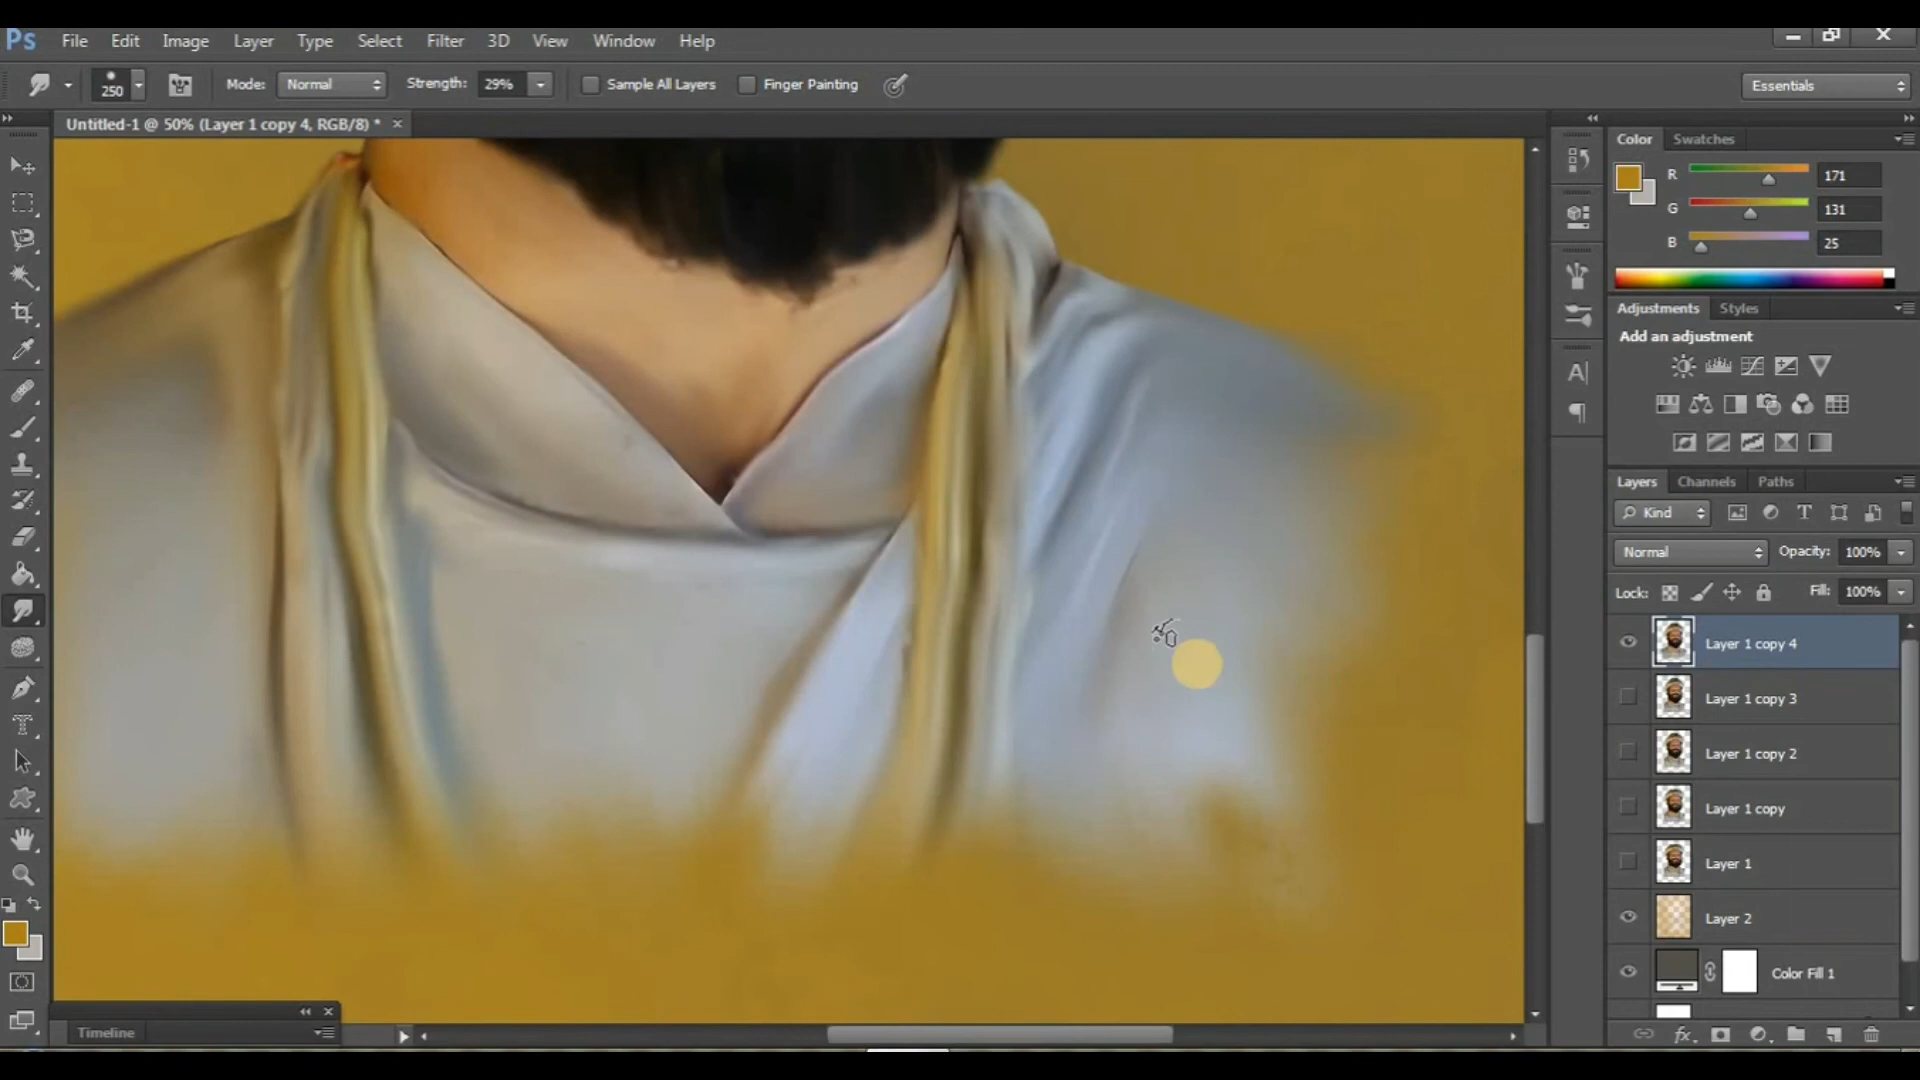 Ps File Edit Image Layer Type Select Filter 3D View Window Help
250 Mode: Normal Strength: 29% Sample All Layers Finger Painting Essentials
Untitled-1 @ 50% (Layer 1 copy 4, RGB/8) *
Color Swatches
R 171
G 131
B 25
Adjustments Styles
Add an adjustment
Layers Channels Paths
Kind
Normal Opacity: 100%
Lock: Fill: 100%
Layer 1 copy 4
Layer 1 copy 3
Layer 1 copy 2
Layer 1 copy
Layer 1
Layer 2
Color Fill 1
Timeline